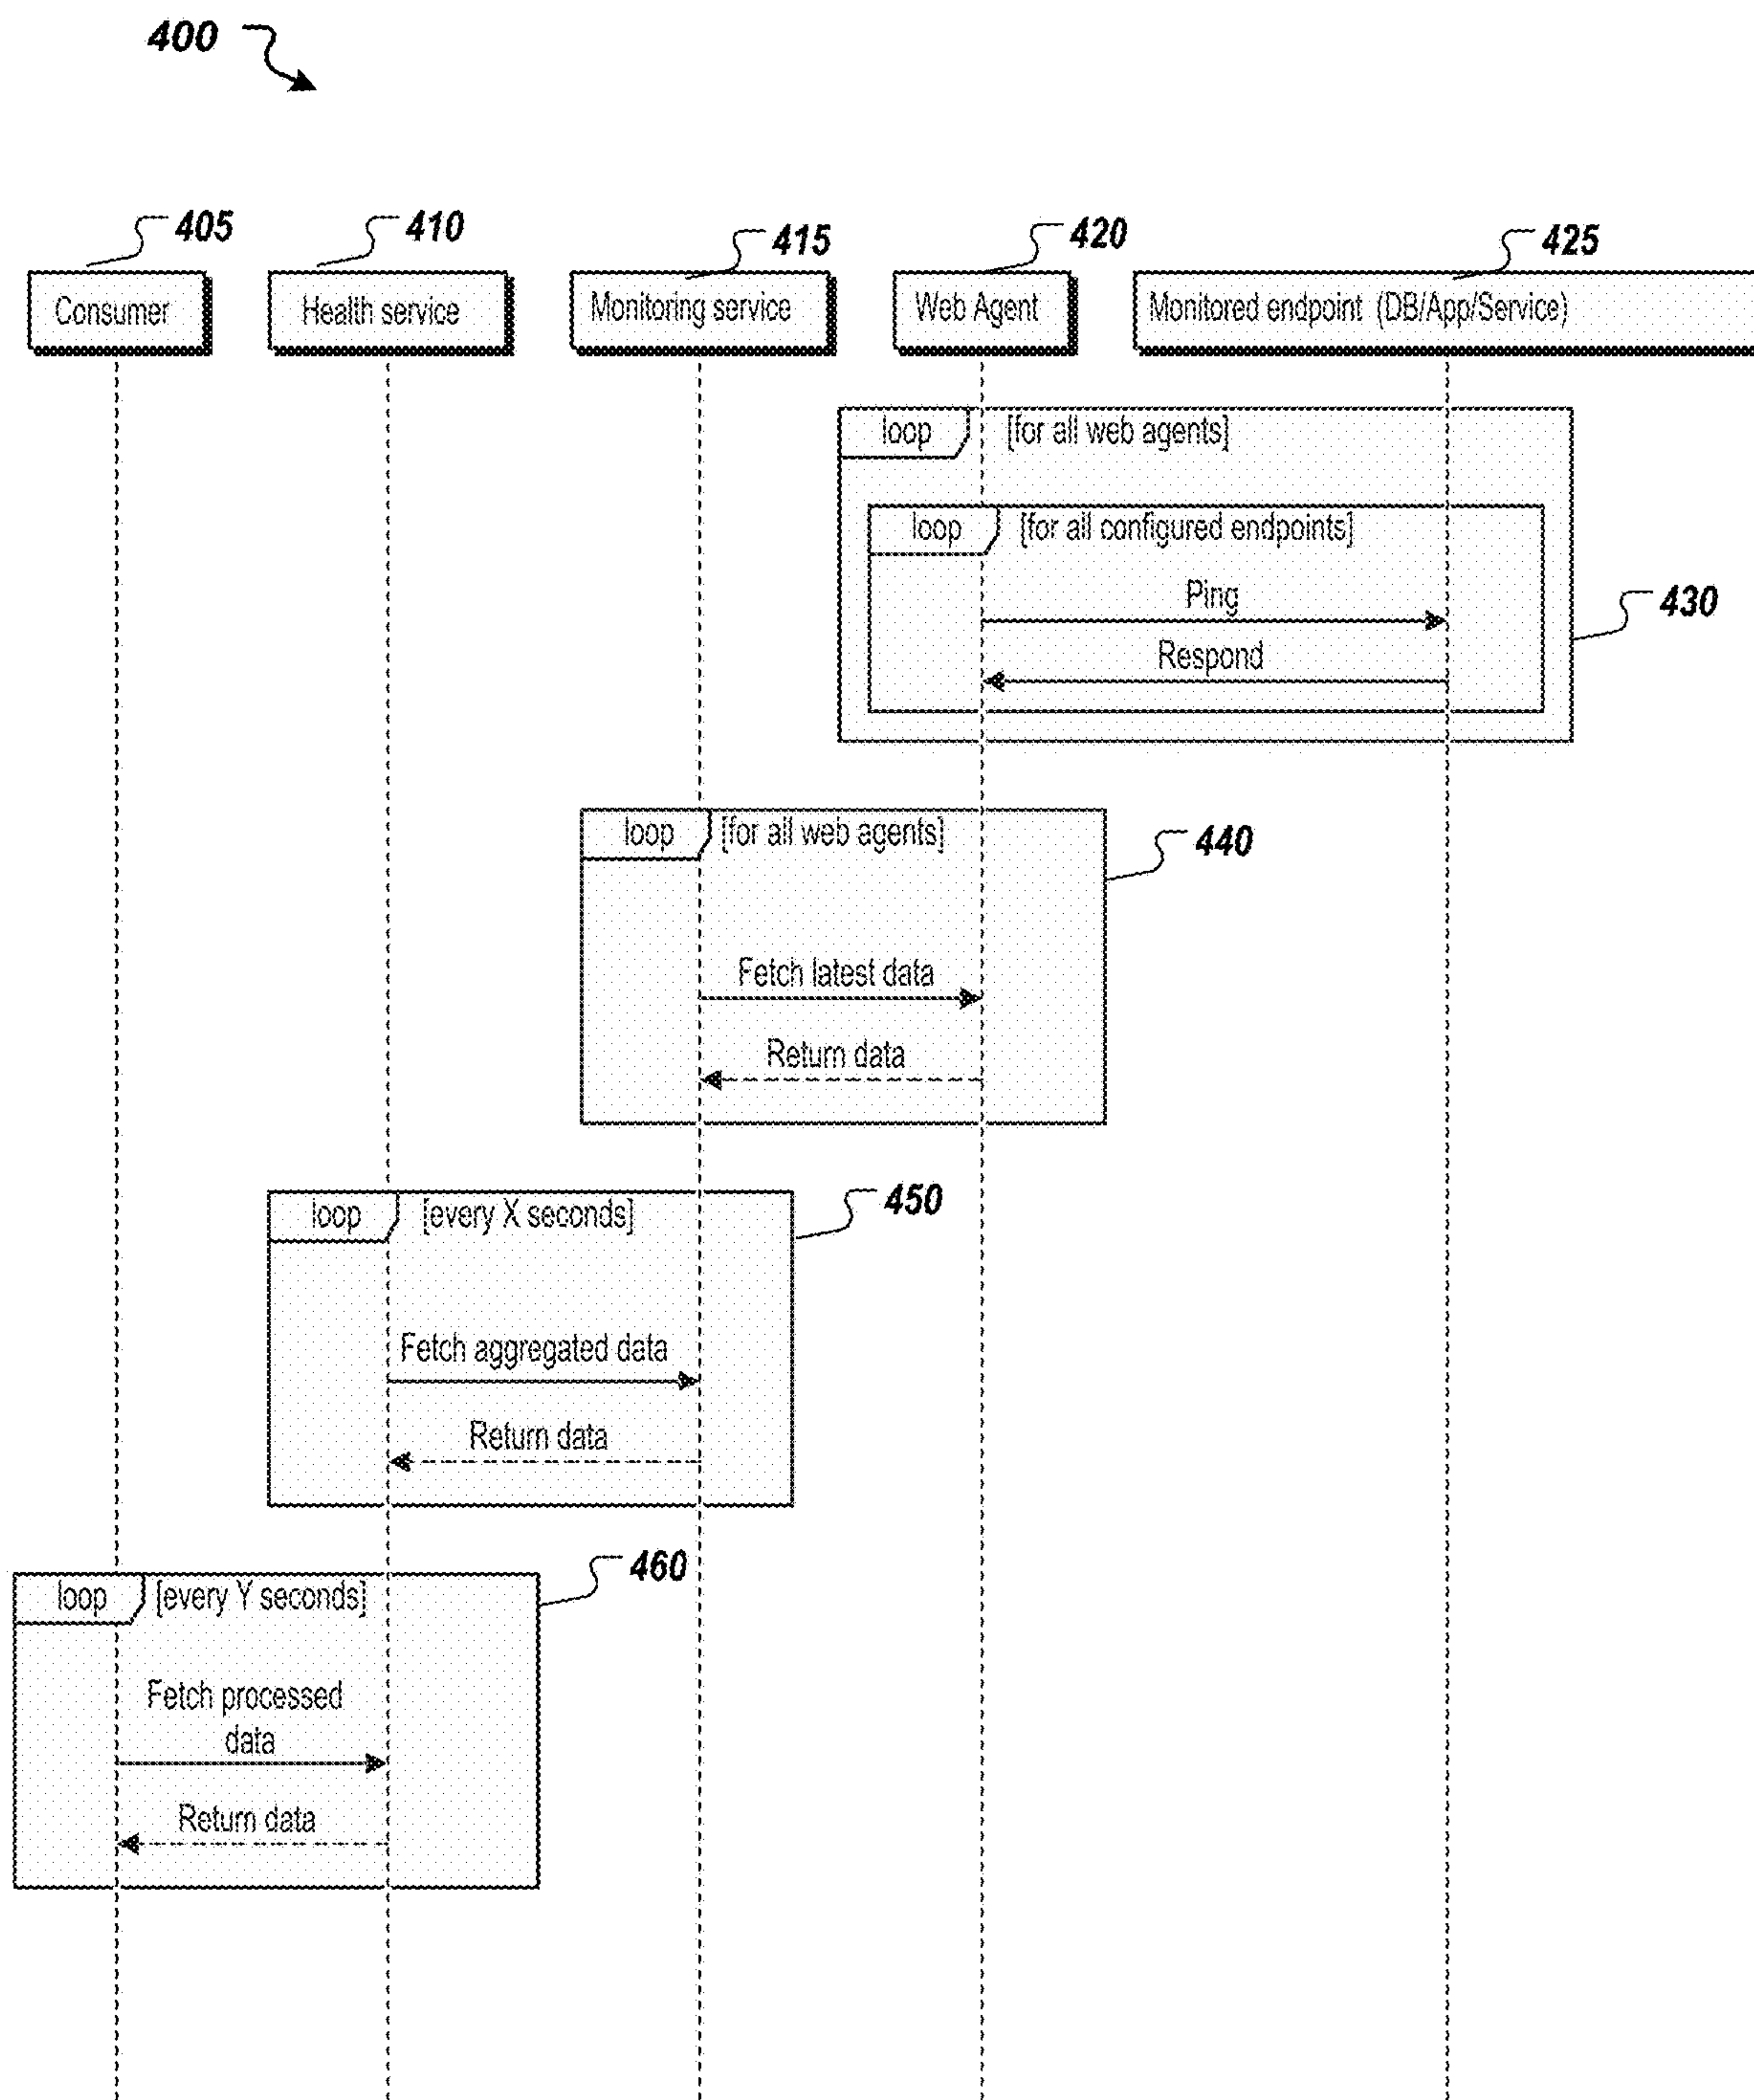 400
405
410
415
420
425
Consumer
Health service
Monitoring service
Web Agent
Monitored endpoint (DB/App/Service)
loop [for all web agents]
loop [for all configured endpoints]
Ping
430
Respond
loop [for all web agents]
440
Fetch latest data
Return data
loop [every X seconds]
450
Fetch aggregated data
Return data
460
loop [every Y seconds]
Fetch processed
data
Return data